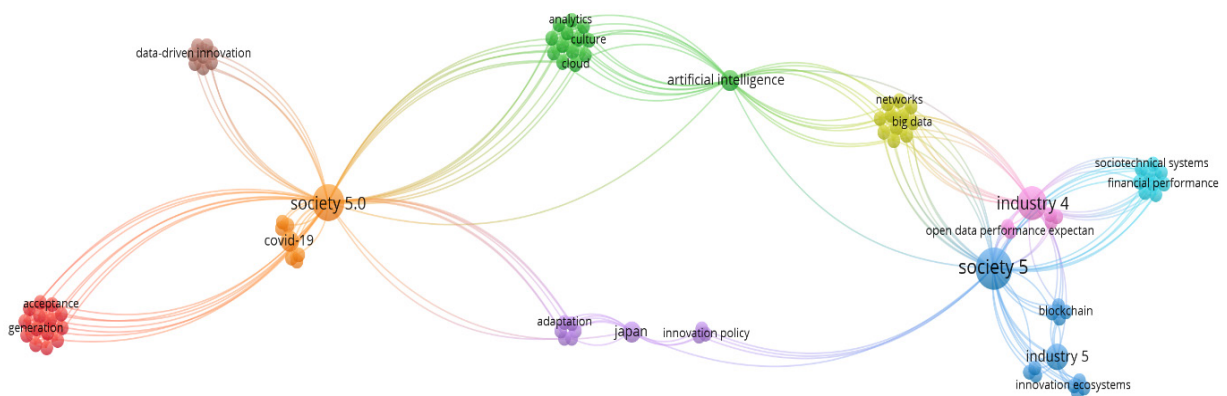 analytics
culture
cloud
data-driven innovation
artificial intelligence
networks
big data
sociotechnical systems
financial performance
society 5.0
industry 4
open data performance expectan
covid-19
society 5
acceptance
generation
blockchain
adaptation
japan
innovation policy
industry 5
innovation ecosystems